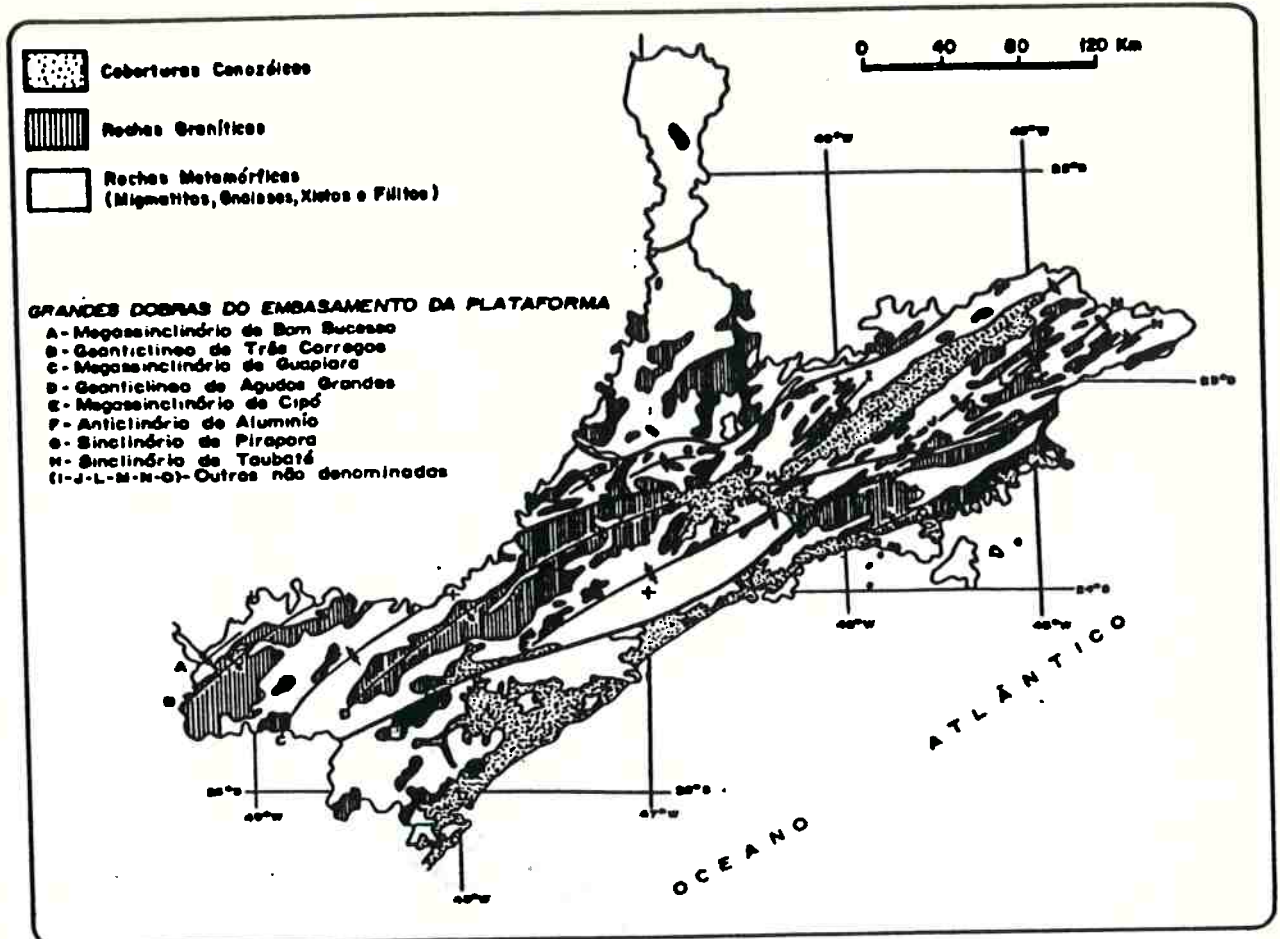 Coberturas Cenozóicas
Rochas Graníticas
Rochas Metamórficas
(Migmatitos, Gnaisses, Xistos e Filitos)
0 40 80 120 Km
GRANDES DOBRAS DO EMBASAMENTO DA PLATAFORMA
A - Megassinclinório de Bom Sucesso
B - Geanticlíneo de Três Corregos
C - Megassinclinório de Guapiara
D - Geanticlíneo de Agudos Grandes
E - Megassinclinório de Cipó
F - Anticlinório de Alumínio
G - Sinclinório de Pirapora
H - Sinclinório de Taubaté
(I-J-L-M-N-O)-Outras não denominadas
A
C
47°W
OCEANO ATLÂNTICO